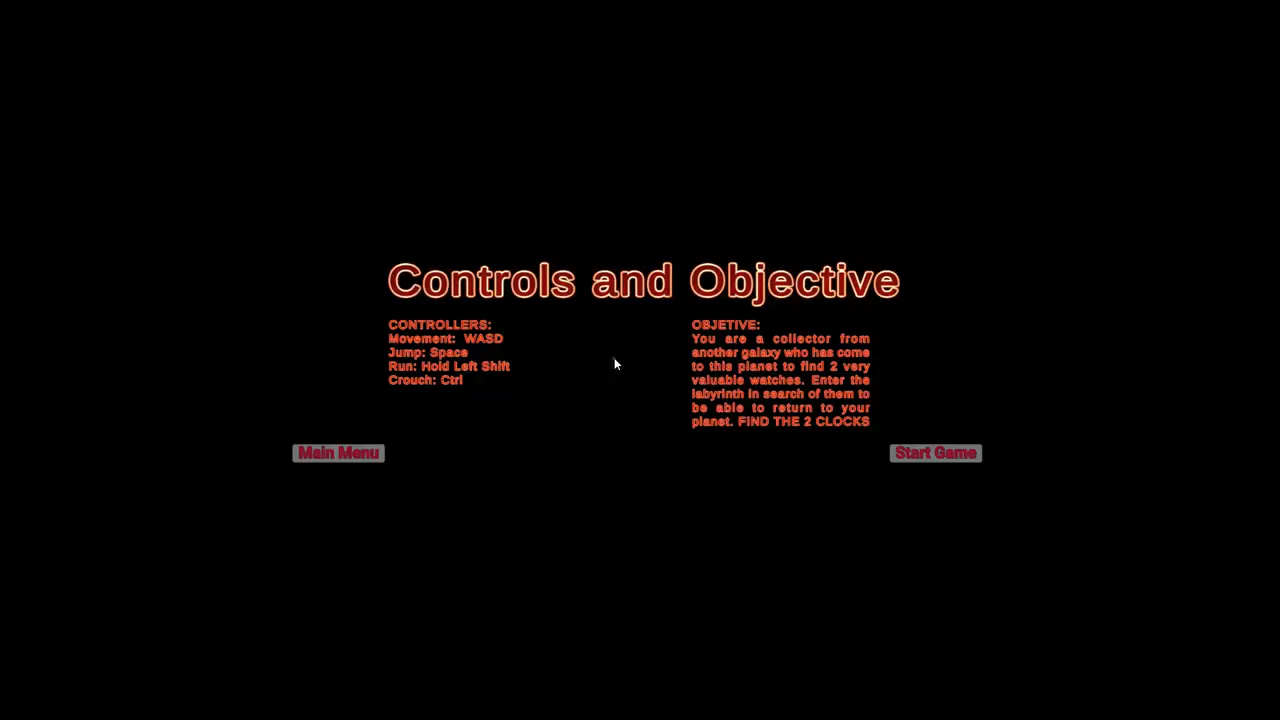 Controls and Objective
CONTROLLERS:
Movement: WASD
Jump: Space
Run: Hold Left Shift
Crouch: Ctrl
OBJETIVE:
You are a collector from
another galaxy who has come
to this planet to find 2 very
valuable watches. Enter the
labyrinth in search of them to
be able to return to your
planet. FIND THE 2 CLOCKS
Main Menu
Start Game